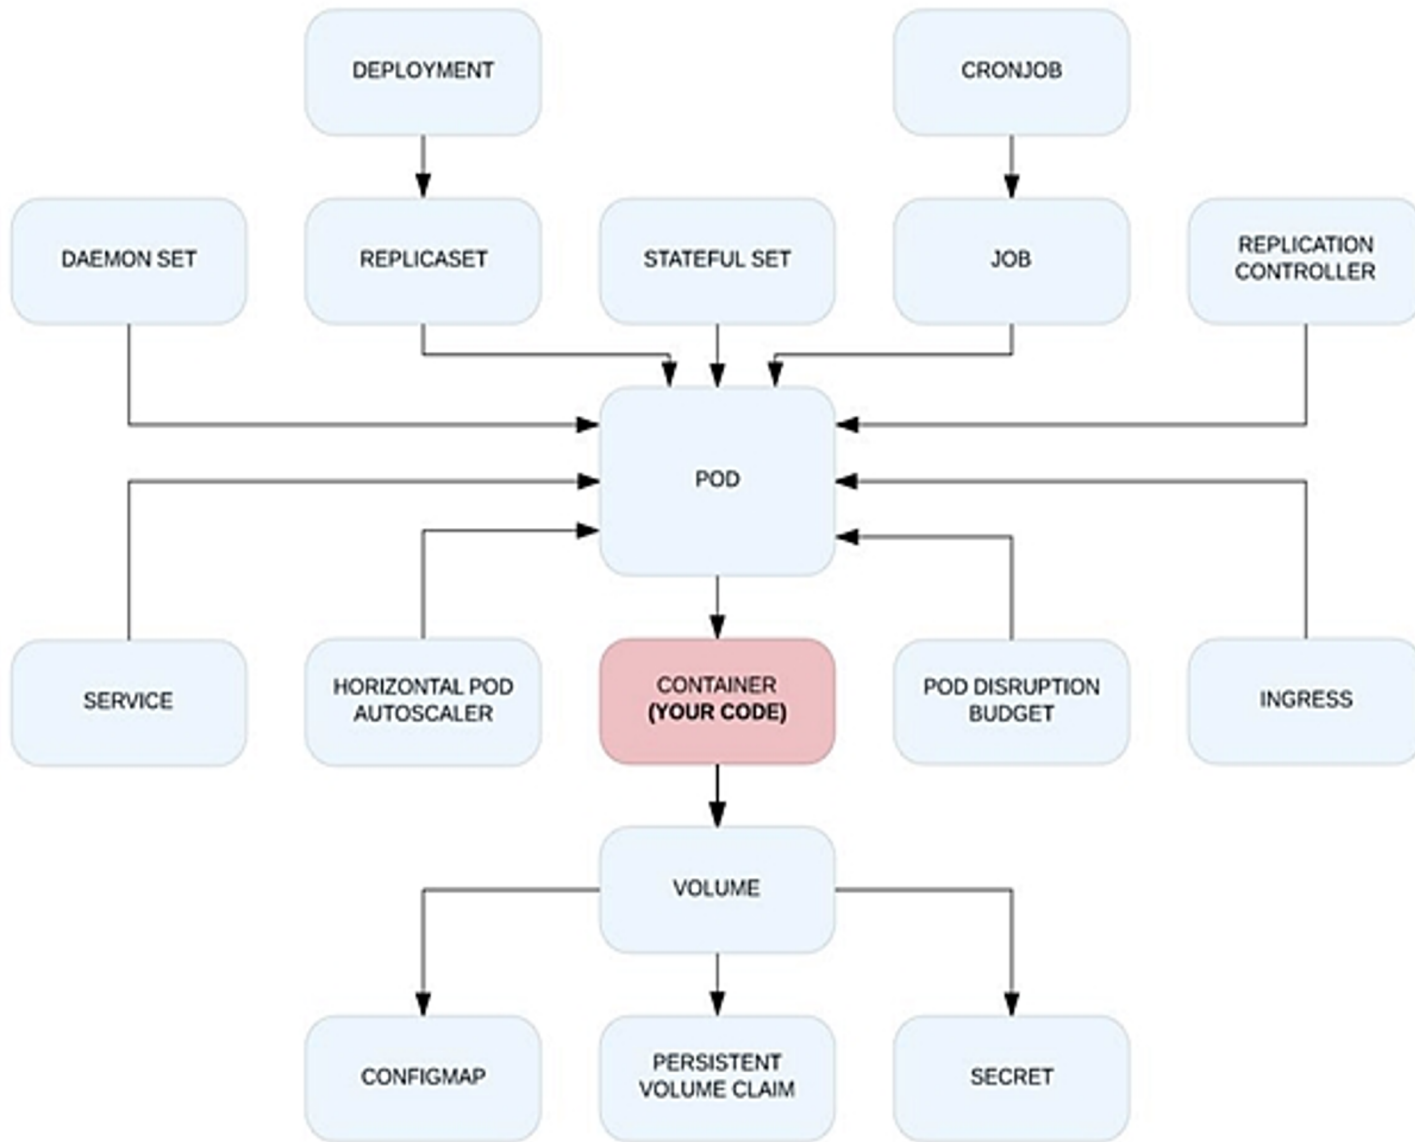 DEPLOYMENT
CRONJOB
DAEMON SET
REPLICASET
STATEFUL SET
JOB
REPLICATION
CONTROLLER
POD
SERVICE
HORIZONTAL POD
AUTOSCALER
CONTAINER
(YOUR CODE)
POD DISRUPTION
BUDGET
INGRESS
VOLUME
CONFIGMAP
PERSISTENT
VOLUME CLAIM
SECRET